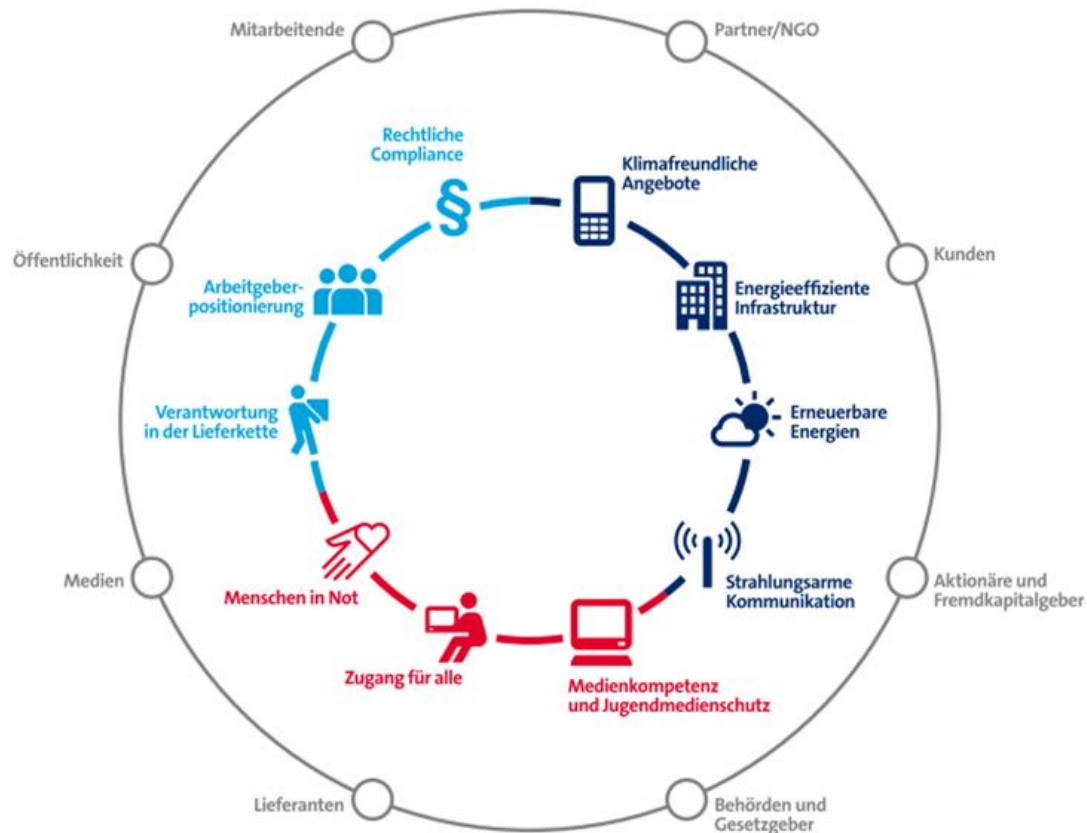 Mitarbeitende
Partner/NGO
Rechtliche
Compliance
§
Klimafreundliche
Angebote
Öffentlichkeit
Kunden
Arbeitgeber-
positionierung
Energieeffiziente
Infrastruktur
Verantwortung
in der Lieferkette
Erneuerbare
Energien
Medien
Menschen in Not
Strahlungsarme
Kommunikation
Aktionäre und
Fremdkapitalgeber
Zugang für alle
Medienkompetenz
und Jugendmedienschutz
Lieferanten
Behörden und
Gesetzgeber